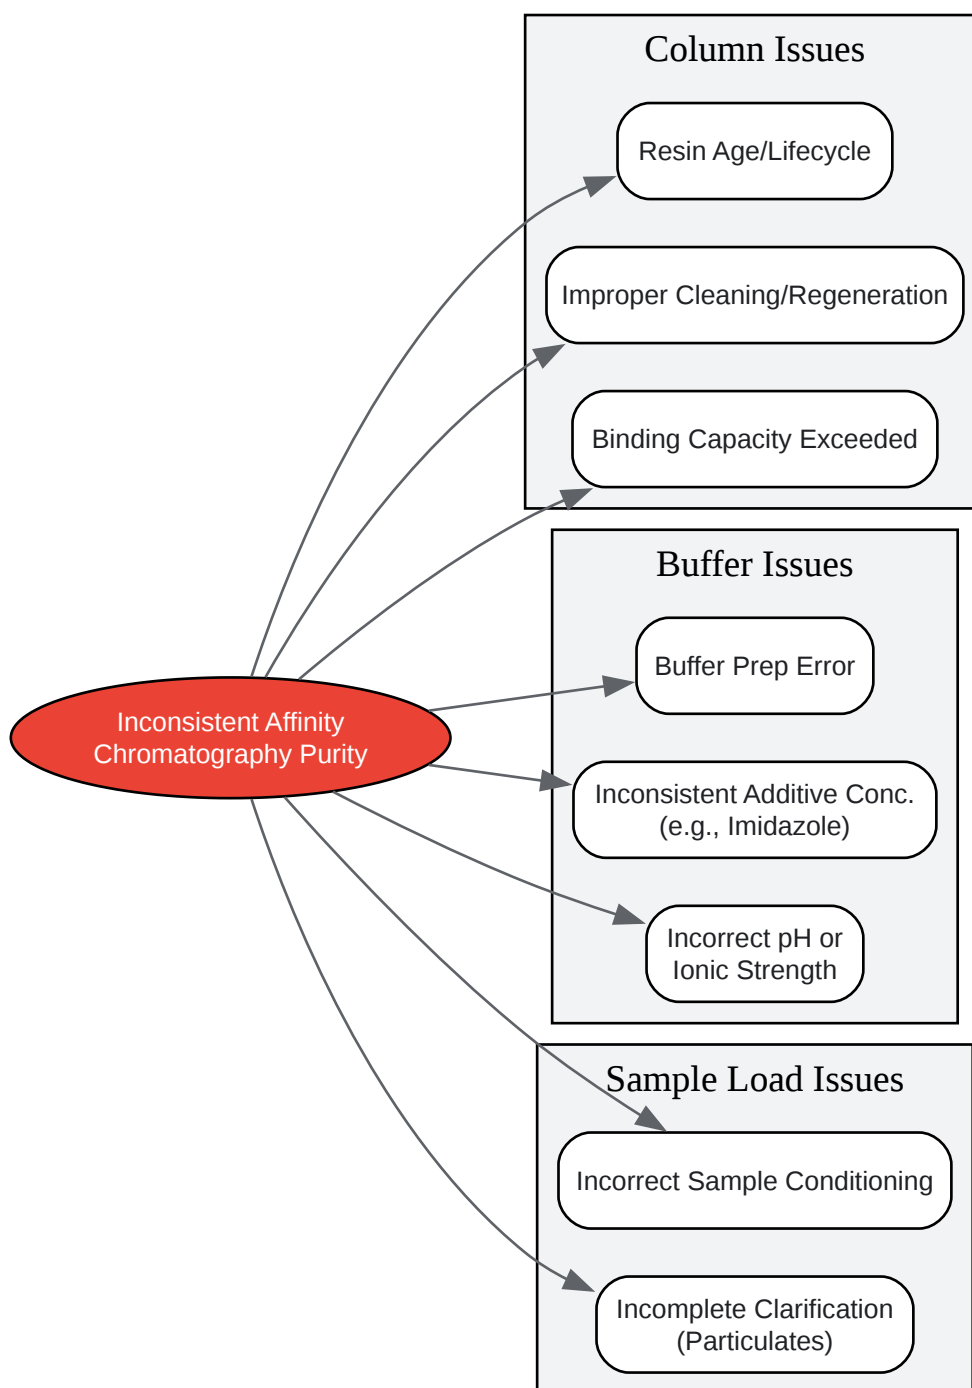 Column Issues
Resin Age/Lifecycle
Improper Cleaning/Regeneration
Binding Capacity Exceeded
Buffer Issues
Buffer Prep Error
Inconsistent Affinity
Chromatography Purity
Inconsistent Additive Conc.
(e.g., Imidazole)
Incorrect pH or
Ionic Strength
Sample Load Issues
Incorrect Sample Conditioning
Incomplete Clarification
(Particulates)